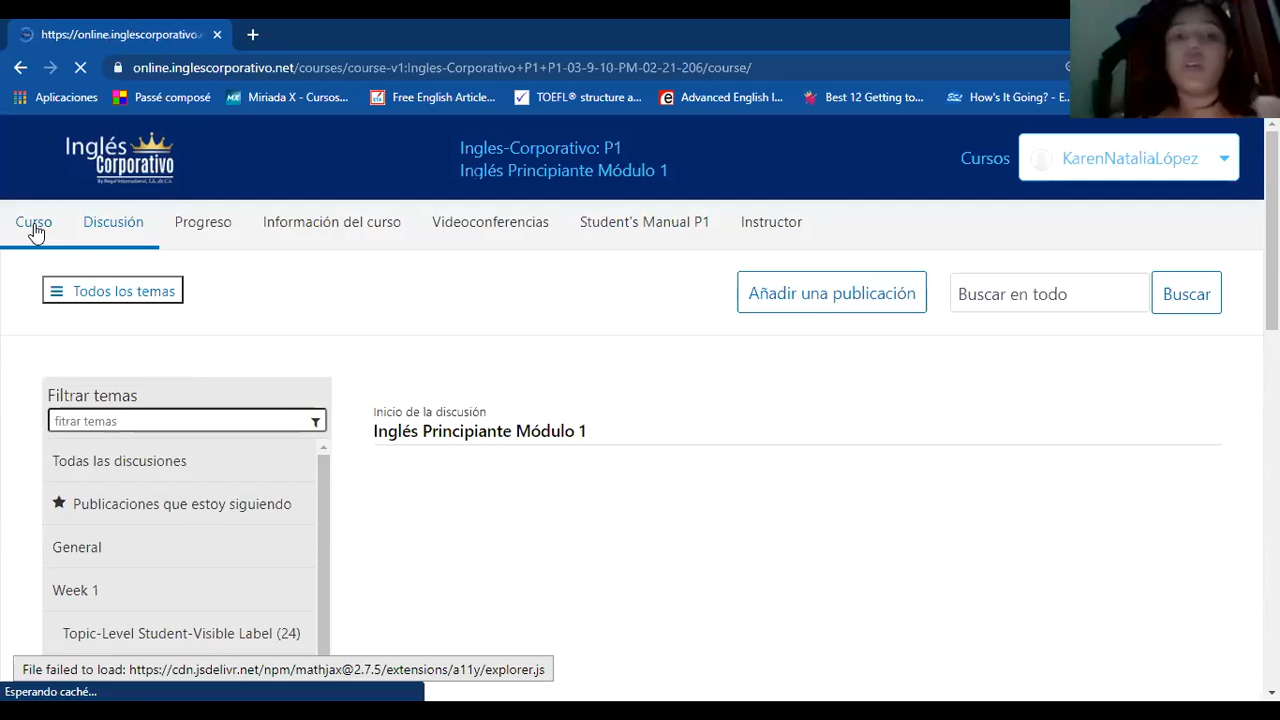 https://online.inglescorporativo.
online.inglescorporativo.net/courses/course-v1:Ingles-Corporativo+P1+P1-03-9-10-PM-02-21-206/course/
Aplicaciones Passé composé Miriada X - Cursos... Free English Article... TOEFL® structure a... Advanced English I... Best 12 Getting to... How's It Going? - E...
Inglés
Corporativo
Ingles-Corporativo: P1
Inglés Principiante Módulo 1
Cursos KarenNataliaLópez
Curso Discusión Progreso Información del curso Videoconferencias Student's Manual P1 Instructor
Todos los temas Añadir una publicación Buscar en todo Buscar
Filtrar temas
fitrar temas
Todas las discusiones
Publicaciones que estoy siguiendo
General
Week 1
Topic-Level Student-Visible Label (24)
Inicio de la discusión
Inglés Principiante Módulo 1
File failed to load: https://cdn.jsdelivr.net/npm/mathjax@2.7.5/extensions/a11y/explorer.js
Esperando caché...